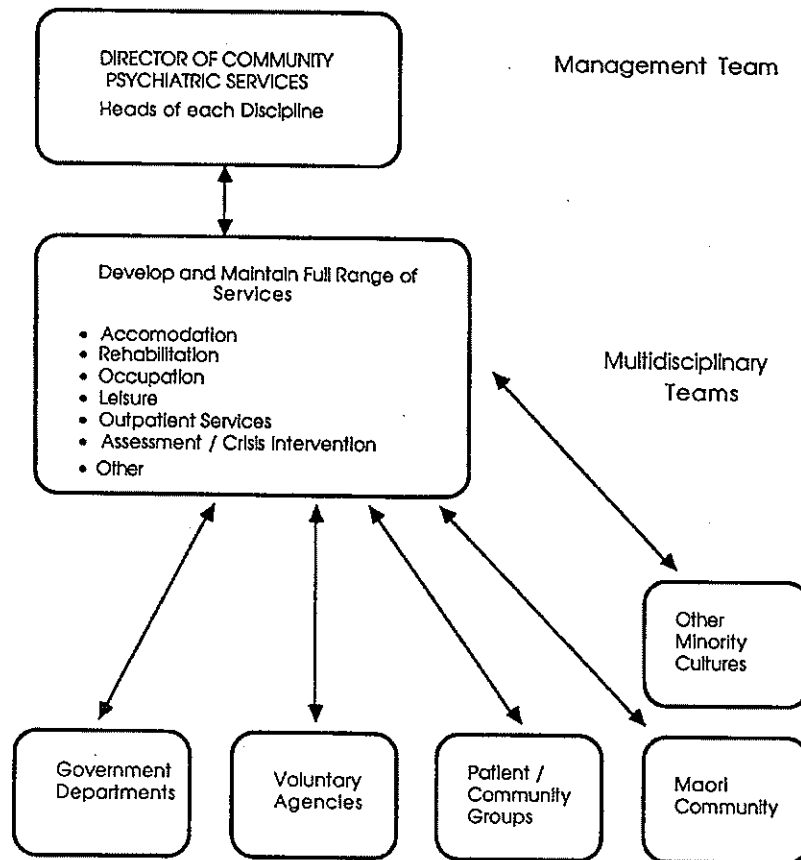 DIRECTOR OF COMMUNITY
PSYCHIATRIC SERVICES
Heads of each Discipline
Management Team
Develop and Maintain Full Range of
Services
• Accomodation
• Rehabilitation
• Occupation
• Leisure
• Outpatient Services
• Assessment / Crisis Intervention
• Other
Multidisciplinary
Teams
Other
Minority
Cultures
Government
Departments
Voluntary
Agencies
Patient /
Community
Groups
Maori
Community